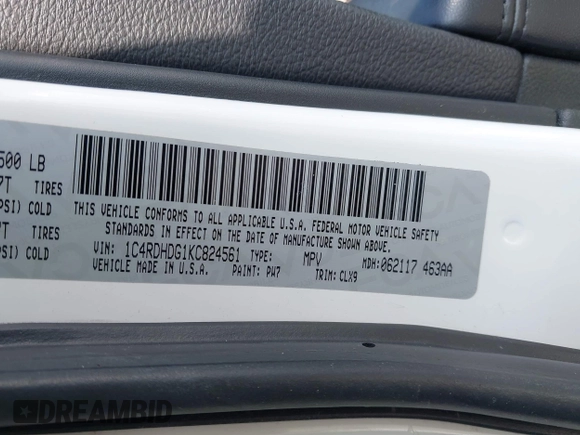 500 LB
7T TIRES
PSI) COLD
7T TIRES
PSI) COLD
THIS VEHICLE CONFORMS TO ALL APPLICABLE U.S.A. FEDERAL MOTOR VEHICLE SAFETY
STANDARDS IN EFFECT ON THE DATE OF MANUFACTURE SHOWN ABOVE.
VIN: 1C4RDHDG1KC824561 TYPE: MPV MDH: 062117 463AA
VEHICLE MADE IN U.S.A. PAINT: PW7 TRIM: CLX9
DREAMBID